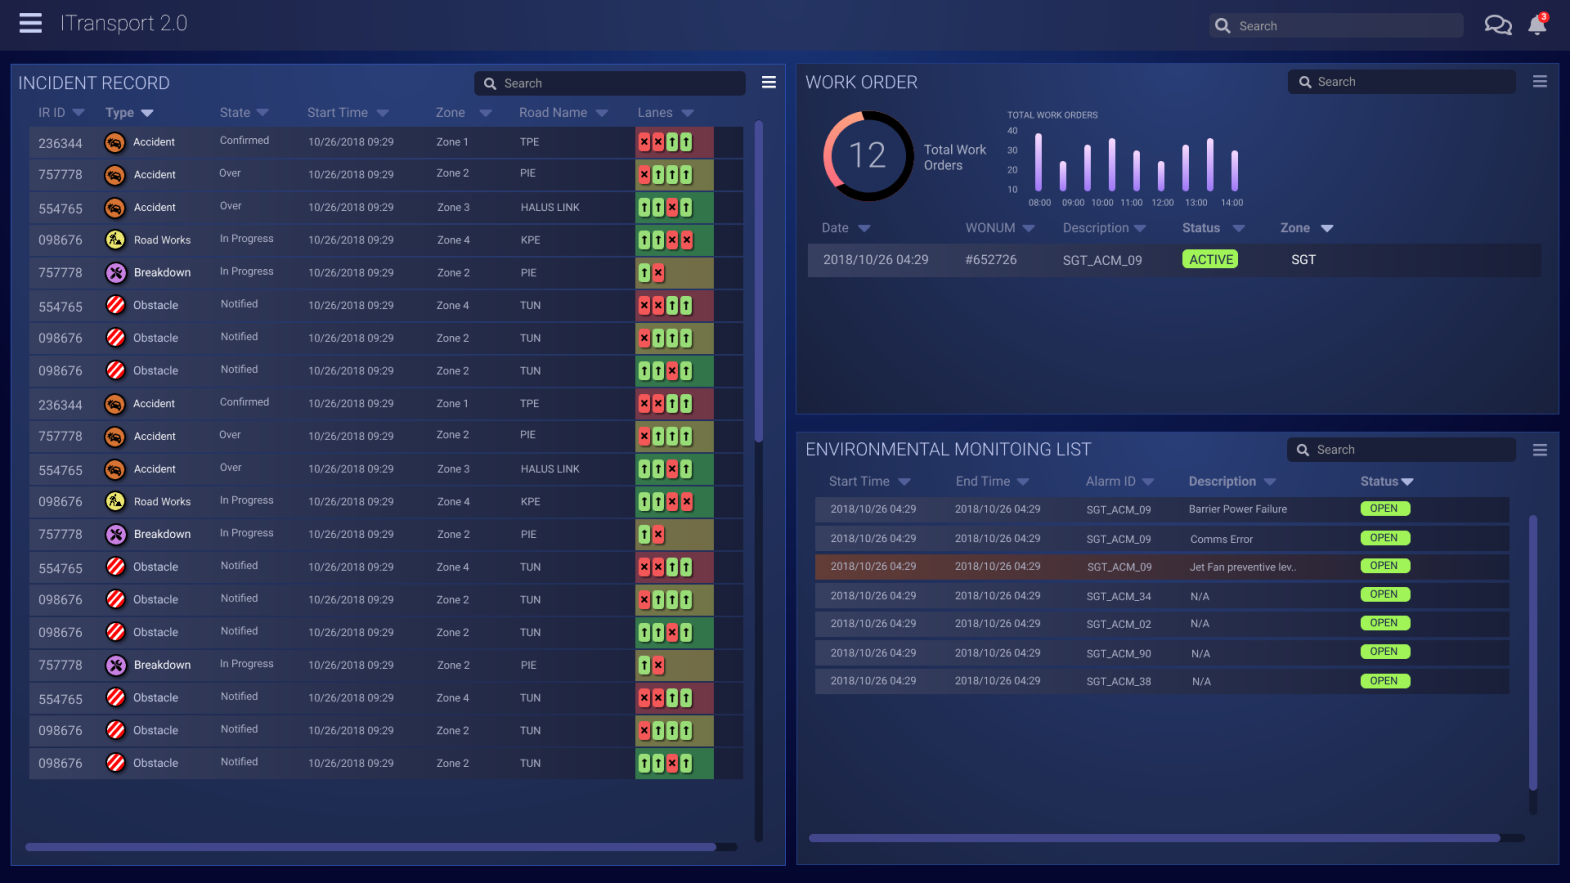 ITransport 2.0
Search
3
INCIDENT RECORD
Search
IR ID Type State Start Time Zone Road Name Lanes
236344 Accident Confirmed 10/26/2018 09:29 Zone 1 TPE
757778 Accident Over 10/26/2018 09:29 Zone 2 PIE
554765 Accident Over 10/26/2018 09:29 Zone 3 HALUS LINK
098676 Road Works In Progress 10/26/2018 09:29 Zone 4 KPE
757778 Breakdown In Progress 10/26/2018 09:29 Zone 2 PIE
554765 Obstacle Notified 10/26/2018 09:29 Zone 4 TUN
098676 Obstacle Notified 10/26/2018 09:29 Zone 2 TUN
098676 Obstacle Notified 10/26/2018 09:29 Zone 2 TUN
236344 Accident Confirmed 10/26/2018 09:29 Zone 1 TPE
757778 Accident Over 10/26/2018 09:29 Zone 2 PIE
554765 Accident Over 10/26/2018 09:29 Zone 3 HALUS LINK
098676 Road Works In Progress 10/26/2018 09:29 Zone 4 KPE
757778 Breakdown In Progress 10/26/2018 09:29 Zone 2 PIE
554765 Obstacle Notified 10/26/2018 09:29 Zone 4 TUN
098676 Obstacle Notified 10/26/2018 09:29 Zone 2 TUN
098676 Obstacle Notified 10/26/2018 09:29 Zone 2 TUN
757778 Breakdown In Progress 10/26/2018 09:29 Zone 2 PIE
554765 Obstacle Notified 10/26/2018 09:29 Zone 4 TUN
098676 Obstacle Notified 10/26/2018 09:29 Zone 2 TUN
098676 Obstacle Notified 10/26/2018 09:29 Zone 2 TUN
WORK ORDER
Search
12
Total Work
Orders
TOTAL WORK ORDERS
40
30
20
10
08:00 09:00 10:00 11:00 12:00 13:00 14:00
Date WONUM Description Status Zone
2018/10/26 04:29 #652726 SGT_ACM_09 ACTIVE SGT
ENVIRONMENTAL MONITOING LIST
Search
Start Time End Time Alarm ID Description Status
2018/10/26 04:29 2018/10/26 04:29 SGT_ACM_09 Barrier Power Failure OPEN
2018/10/26 04:29 2018/10/26 04:29 SGT_ACM_09 Comms Error OPEN
2018/10/26 04:29 2018/10/26 04:29 SGT_ACM_09 Jet Fan preventive lev.. OPEN
2018/10/26 04:29 2018/10/26 04:29 SGT_ACM_34 N/A OPEN
2018/10/26 04:29 2018/10/26 04:29 SGT_ACM_02 N/A OPEN
2018/10/26 04:29 2018/10/26 04:29 SGT_ACM_90 N/A OPEN
2018/10/26 04:29 2018/10/26 04:29 SGT_ACM_38 N/A OPEN